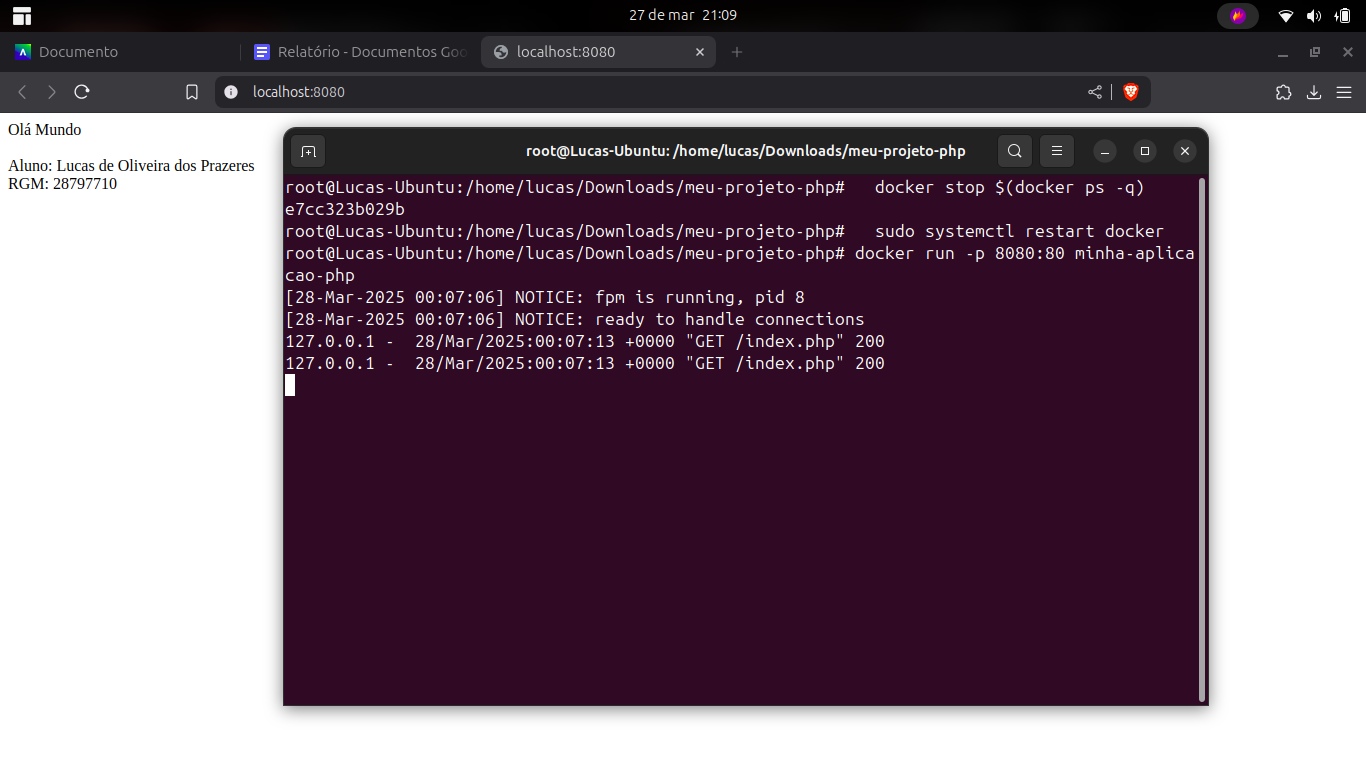 27 de mar 21:09
Documento
Relatório - Documentos Goo
localhost:8080
localhost:8080
Olá Mundo
Aluno: Lucas de Oliveira dos Prazeres
RGM: 28797710
root@Lucas-Ubuntu: /home/lucas/Downloads/meu-projeto-php
root@Lucas-Ubuntu:/home/lucas/Downloads/meu-projeto-php#   docker stop $(docker ps -q)
e7cc323b029b
root@Lucas-Ubuntu:/home/lucas/Downloads/meu-projeto-php#   sudo systemctl restart docker
root@Lucas-Ubuntu:/home/lucas/Downloads/meu-projeto-php# docker run -p 8080:80 minha-aplica
cao-php
[28-Mar-2025 00:07:06] NOTICE: fpm is running, pid 8
[28-Mar-2025 00:07:06] NOTICE: ready to handle connections
127.0.0.1 -  28/Mar/2025:00:07:13 +0000 "GET /index.php" 200
127.0.0.1 -  28/Mar/2025:00:07:13 +0000 "GET /index.php" 200